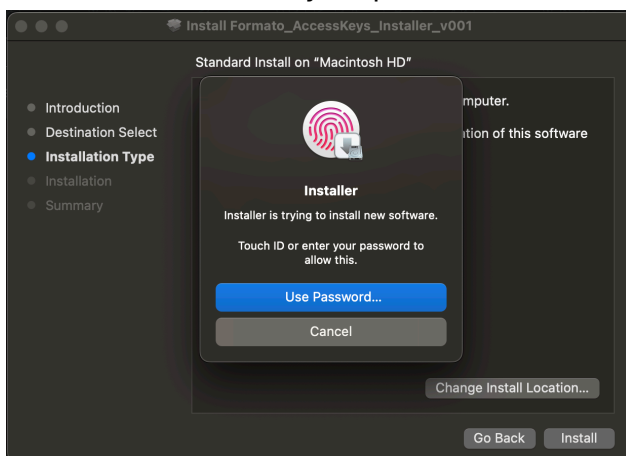 Install Formato_AccessKeys_Installer_v001
Standard Install on “Macintosh HD”
Introduction
Destination Select
Installation Type
Installation
Summary
mputer.
ation of this software
Installer
Installer is trying to install new software.
Touch ID or enter your password to
allow this.
Use Password...
Cancel
Change Install Location...
Go Back
Install